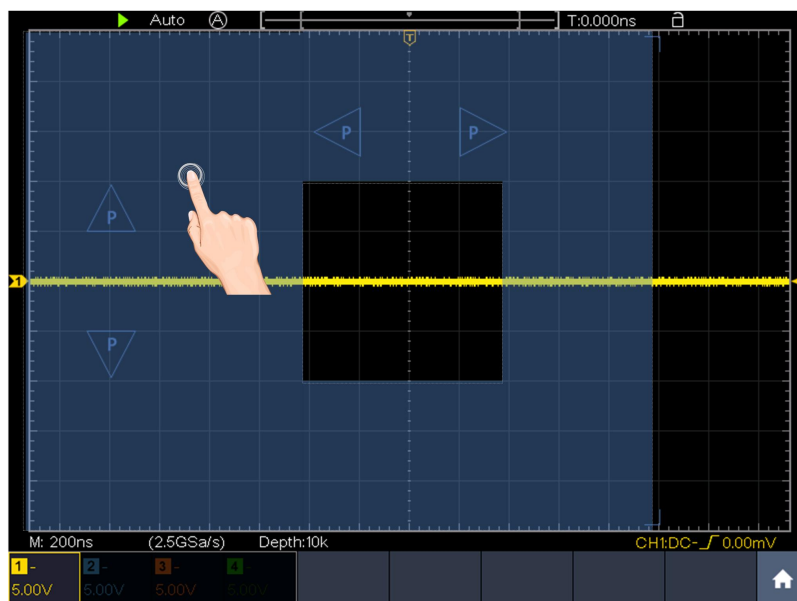 Auto A T:0.000ns
T
P P
P
1
P
M: 200ns (2.5GSa/s) Depth:10k CH1:DC- 0.00mV
1 - 2 - 3 - 4 -
5.00V 5.00V 5.00V 5.00V